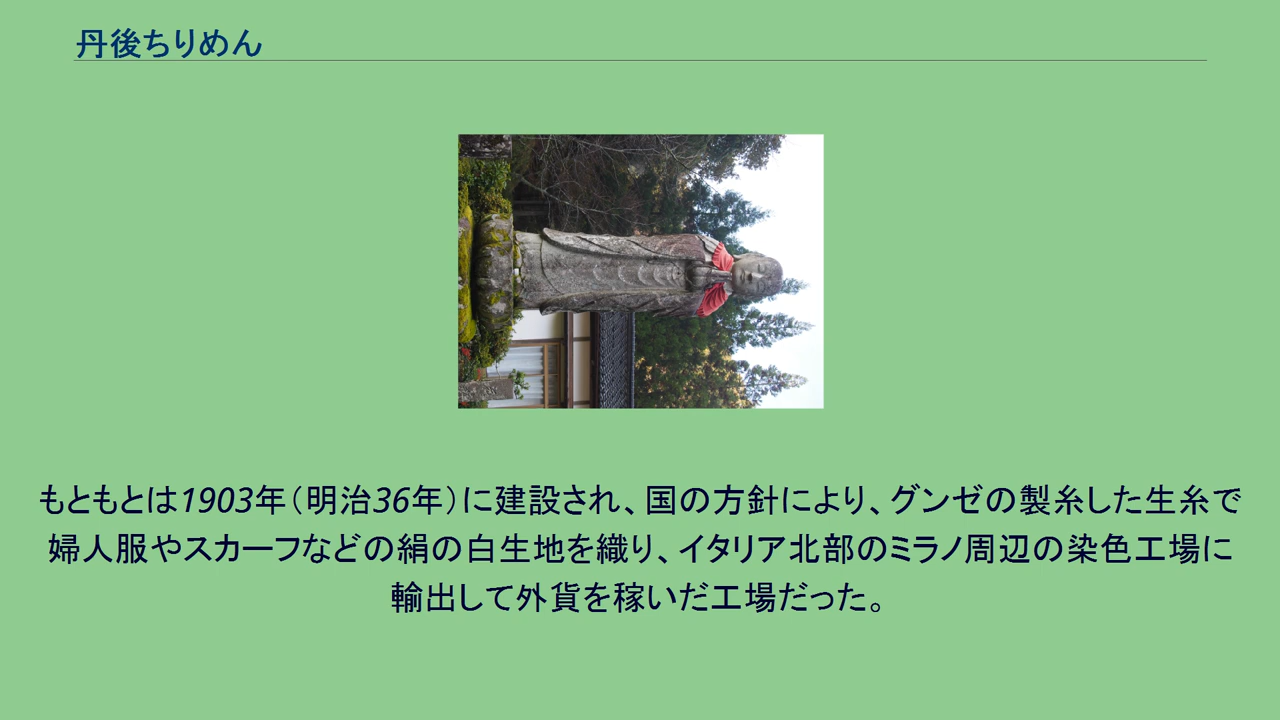 丹後ちりめん
もともとは1903年（明治36年）に建設され、国の方針により、グンゼの製糸した生糸で
婦人服やスカーフなどの絹の白生地を織り、イタリア北部のミラノ周辺の染色工場に
輸出して外貨を稼いだ工場だった。